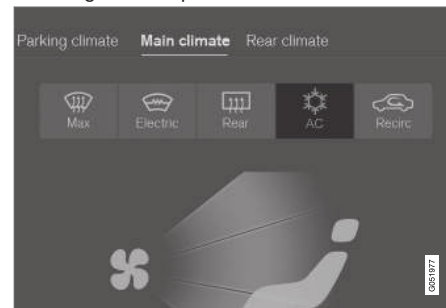 Parking climate Main climate Rear climate
Max Electric Rear AC Recirc
G051977